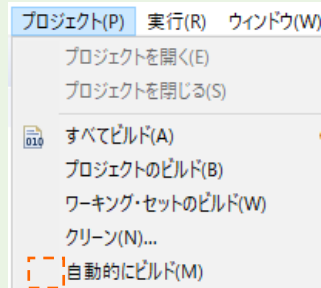 プロジェクト(P) 実行(R) ウィンドウ(W)
プロジェクトを開く(E)
プロジェクトを閉じる(S)
010
すべてビルド(A)
プロジェクトのビルド(B)
ワーキング・セットのビルド(W)
クリーン(N)...
自動的にビルド(M)